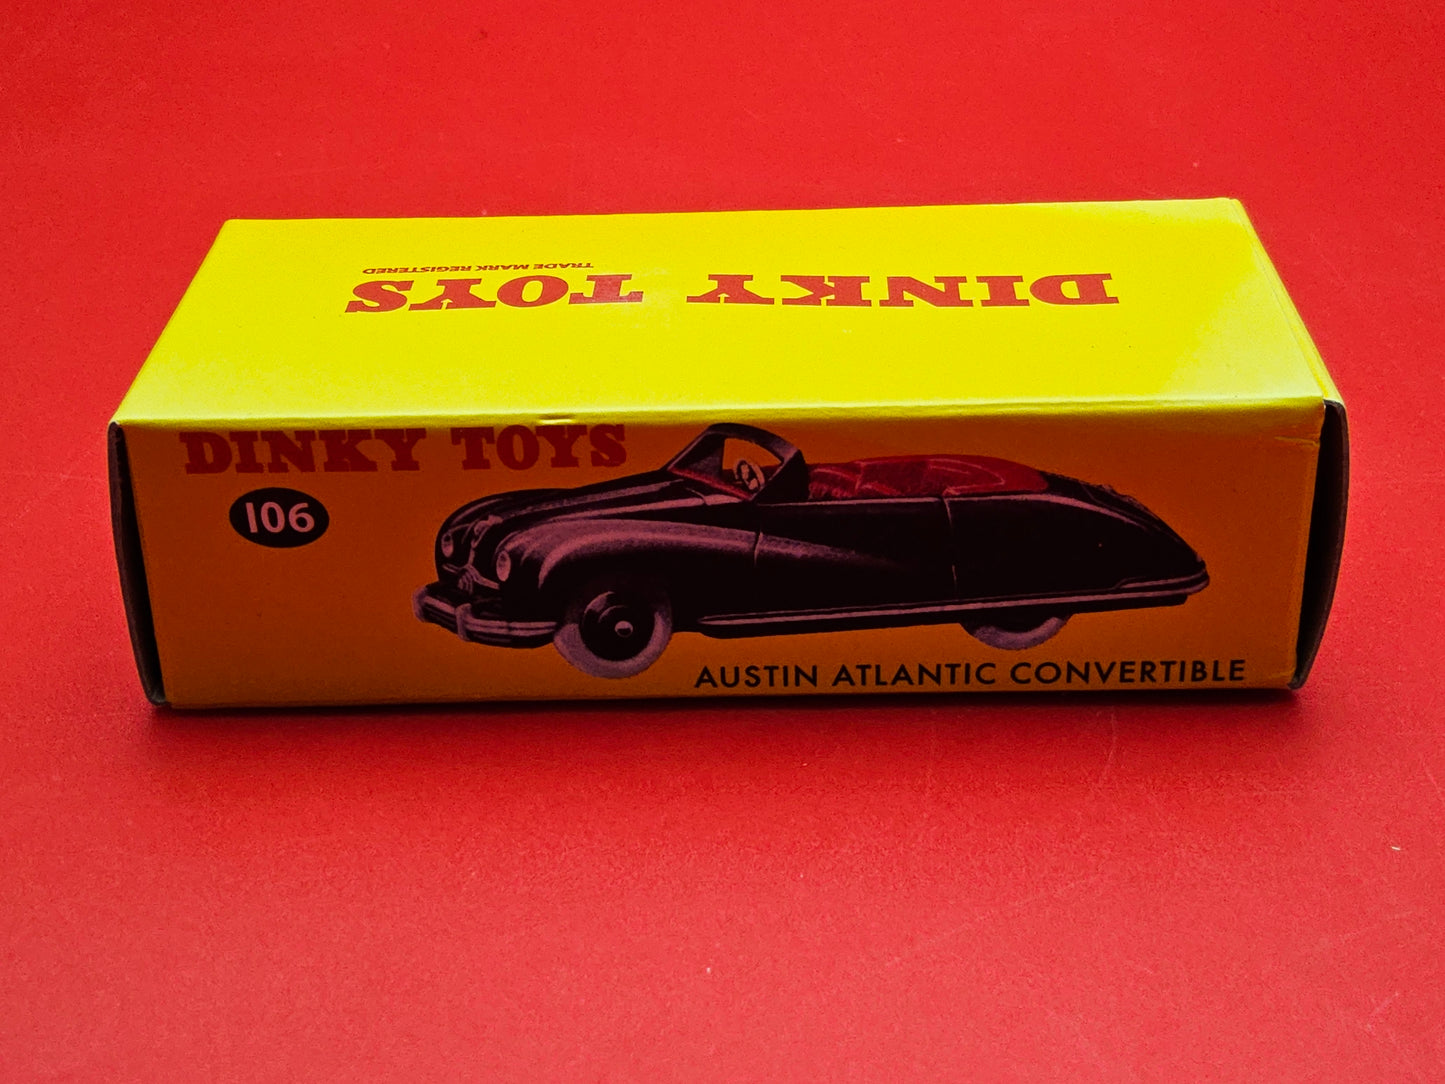 DINKY TOYS
TRADE MARK REGISTERED
DINKY TOYS
106
AUSTIN ATLANTIC CONVERTIBLE